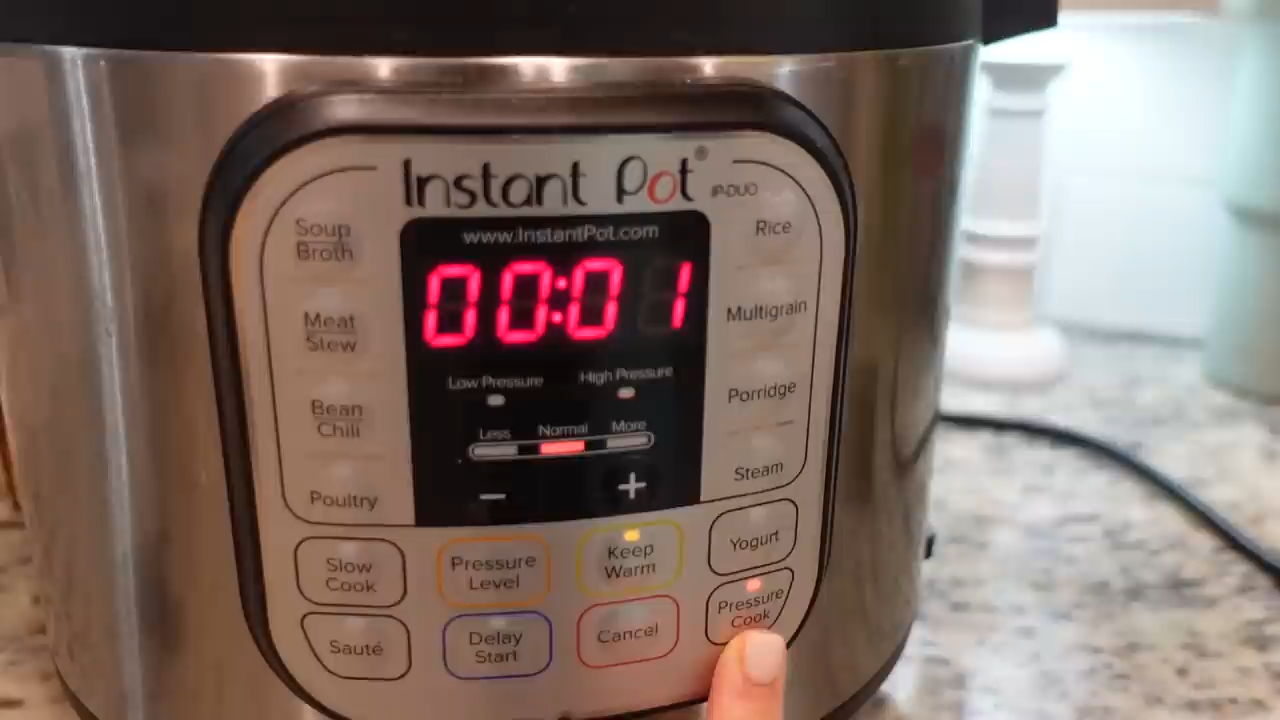 Instant Pot® IP-DUO
www.InstantPot.com
00:01
Low Pressure
High Pressure
Less
Normal
More
−
+
Soup
Broth
Meat
Stew
Bean
Chili
Poultry
Rice
Multigrain
Porridge
Steam
Slow
Cook
Pressure
Level
Keep
Warm
Yogurt
Sauté
Delay
Start
Cancel
Pressure
Cook